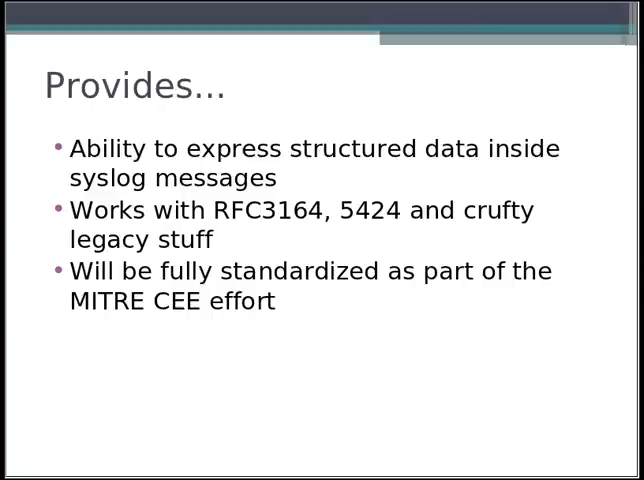 Provides...
• Ability to express structured data inside
syslog messages
• Works with RFC3164, 5424 and crufty
legacy stuff
• Will be fully standardized as part of the
MITRE CEE effort